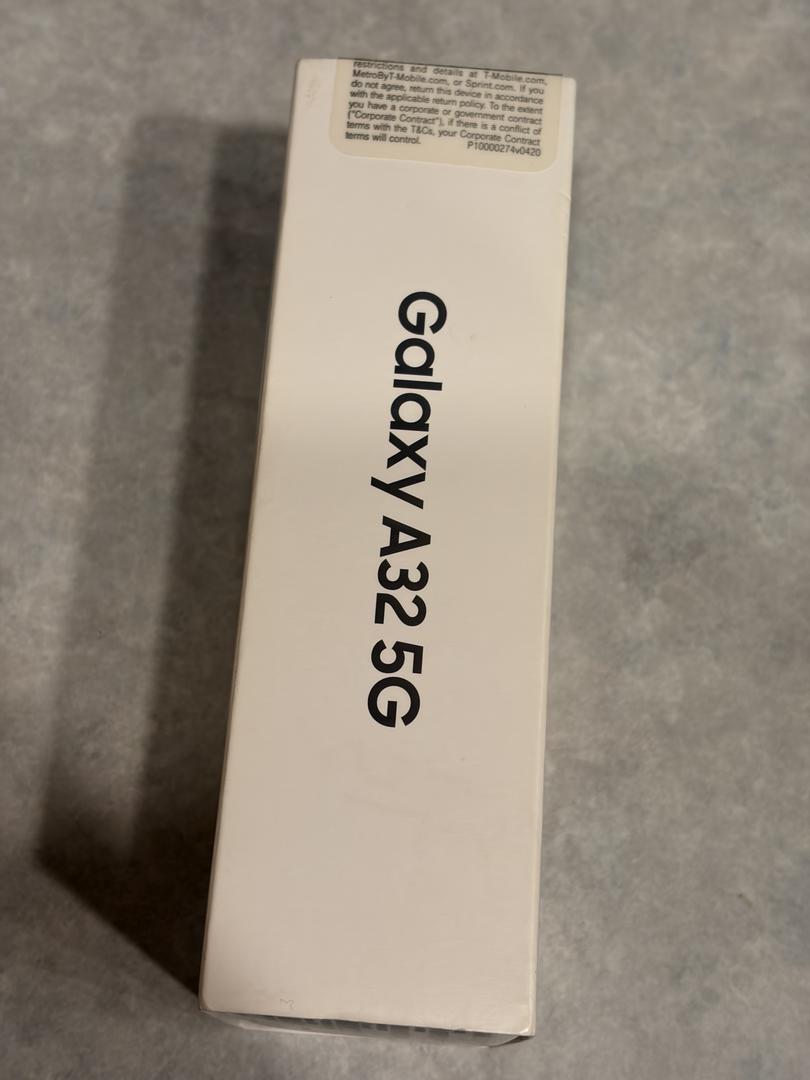 restrictions and details at T-Mobile.com,
MetroByT-Mobile.com, or Sprint.com. If you
do not agree, return this device in accordance
with the applicable return policy. To the extent
you have a corporate or government contract
("Corporate Contract"), if there is a conflict of
terms with the T&Cs, your Corporate Contract
terms will control. P10000274v0420
Galaxy A32 5G